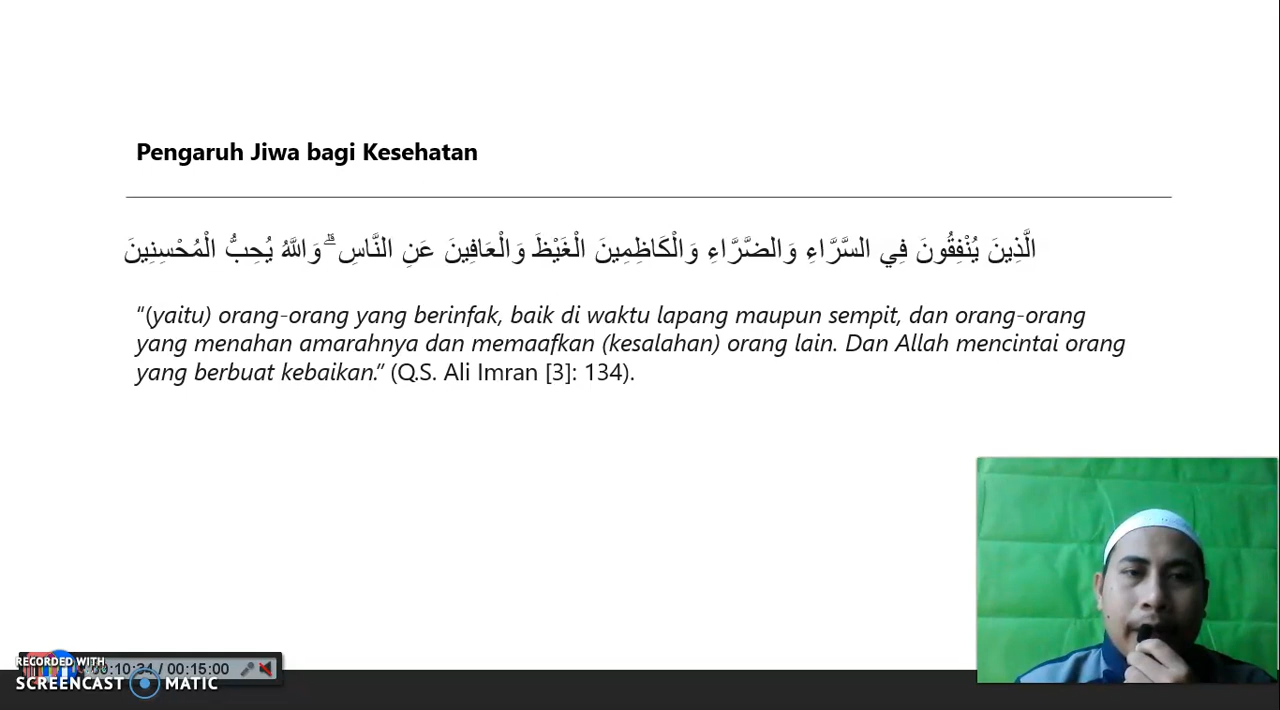 Pengaruh Jiwa bagi Kesehatan
الَّذِينَ يُنْفِقُونَ فِي السَّرَّاءِ وَالضَّرَّاءِ وَالْكَاظِمِينَ الْغَيْظَ وَالْعَافِينَ عَنِ النَّاسِ ۗ وَاللَّهُ يُحِبُّ الْمُحْسِنِينَ
“(yaitu) orang-orang yang berinfak, baik di waktu lapang maupun sempit, dan orang-orang
yang menahan amarahnya dan memaafkan (kesalahan) orang lain. Dan Allah mencintai orang
yang berbuat kebaikan.” (Q.S. Ali Imran [3]: 134).
RECORDED WITH
:10:34 / 00:15:00
SCREENCAST MATIC